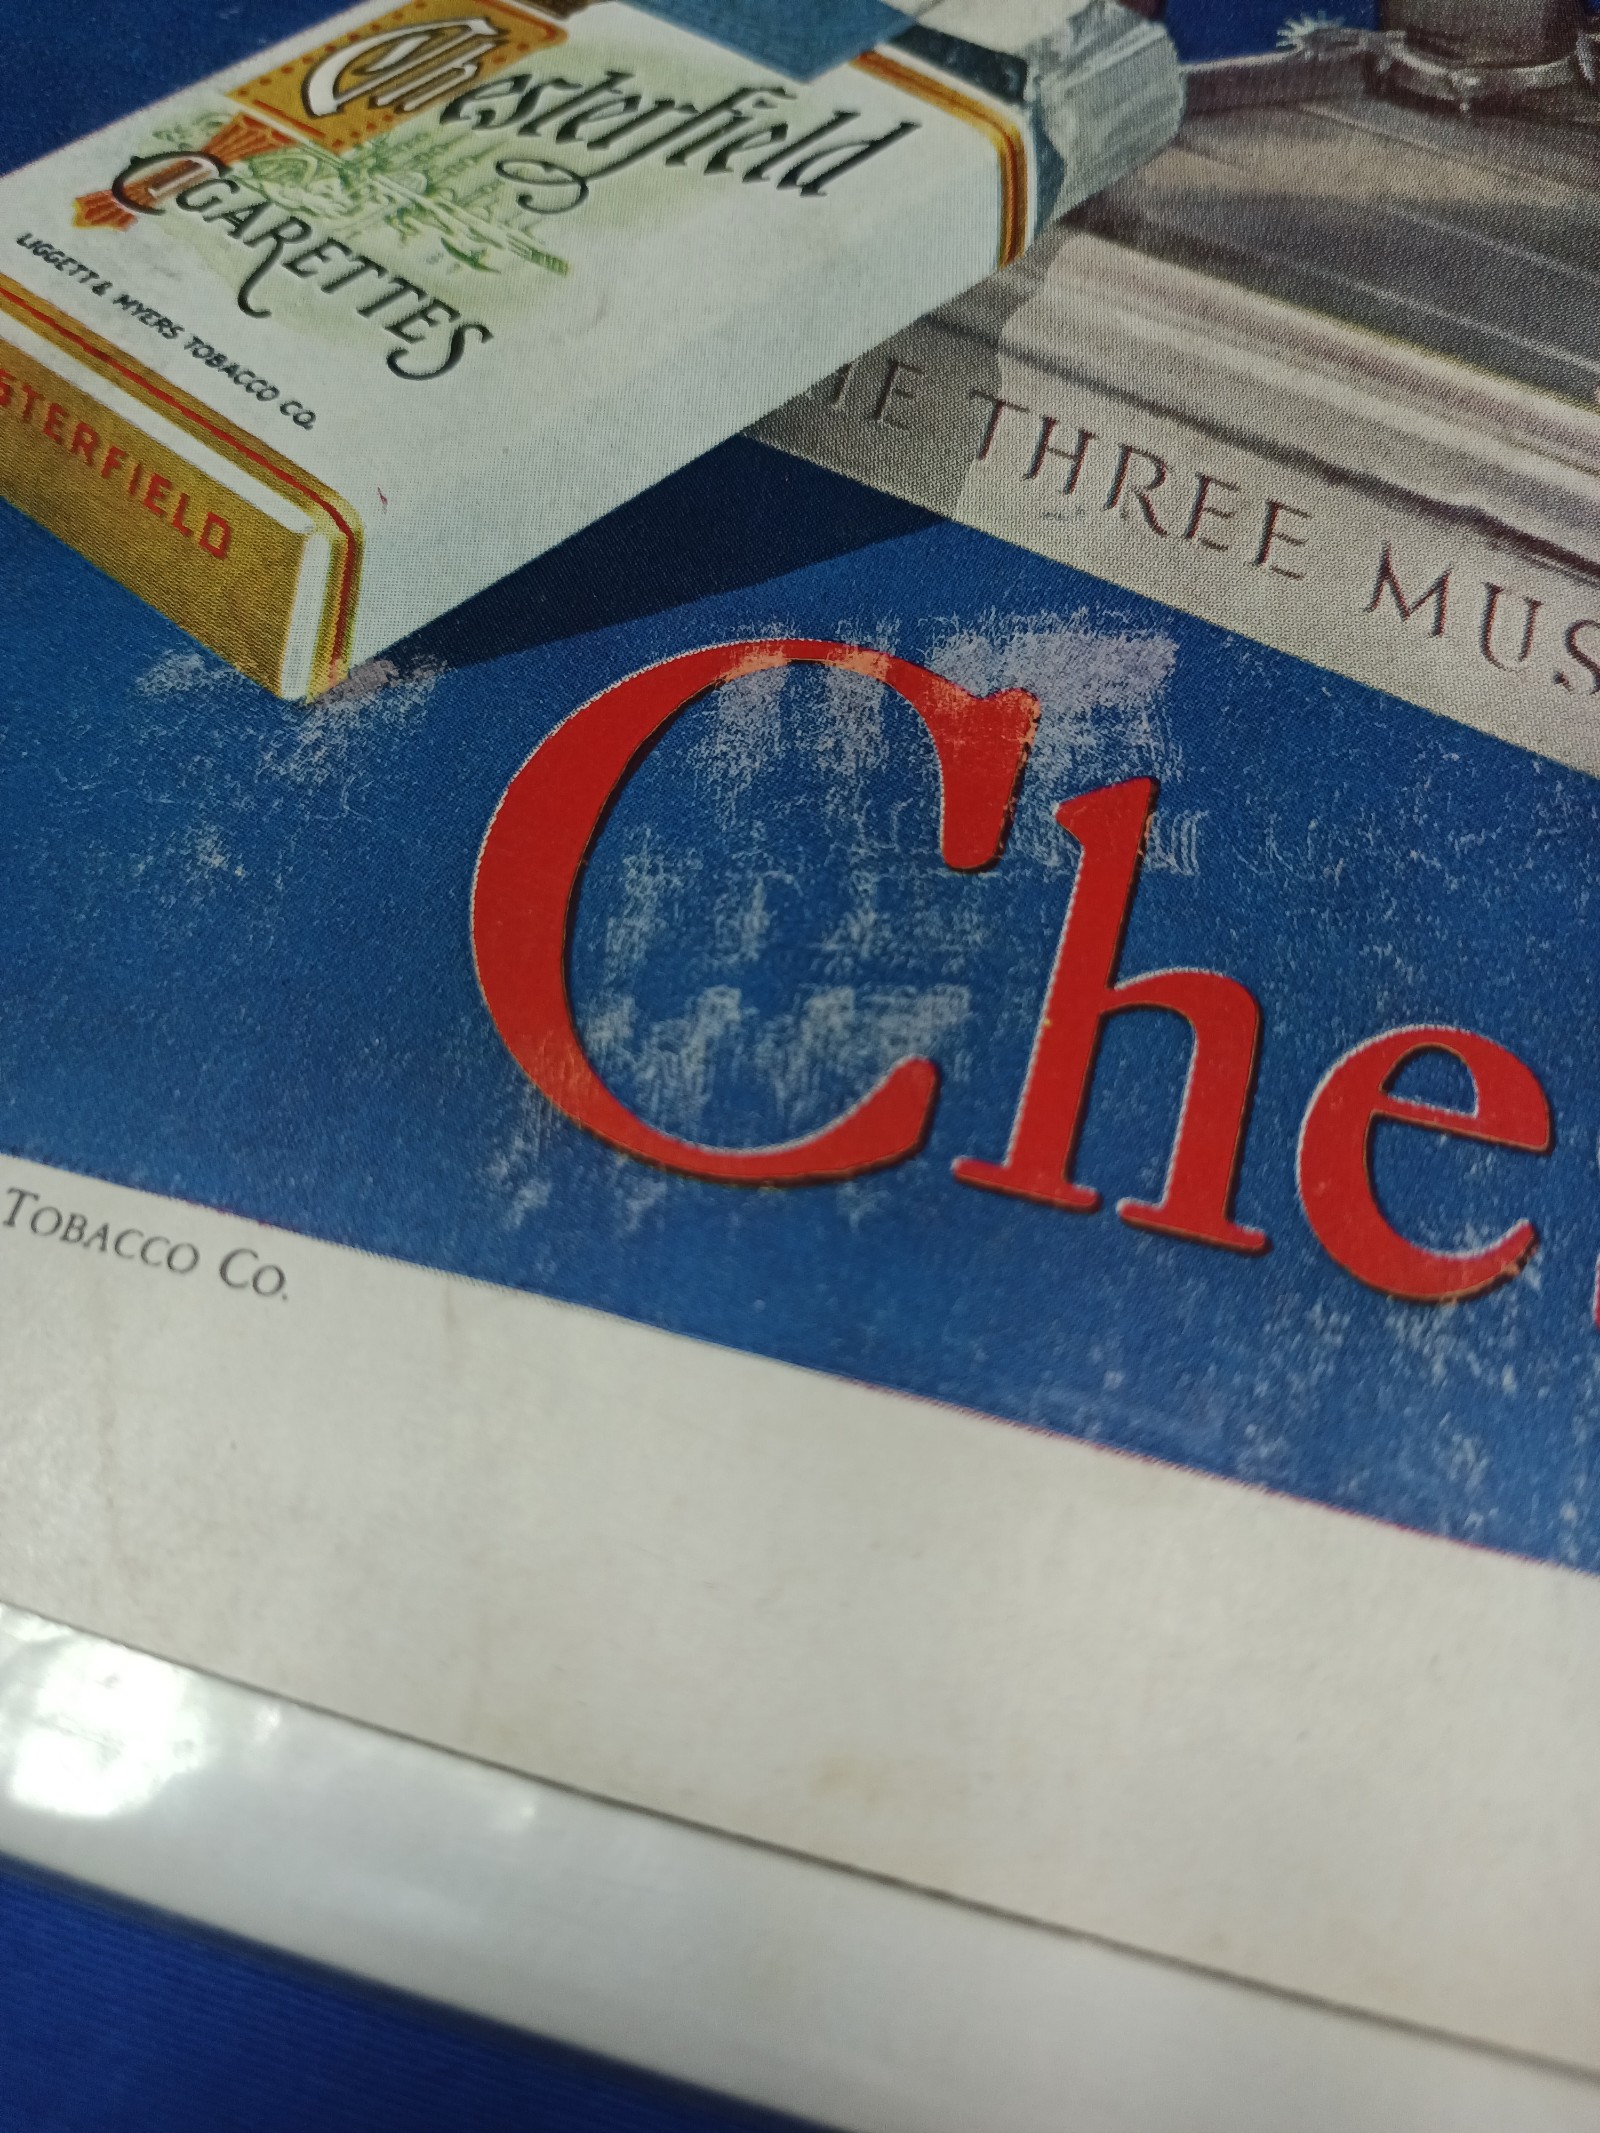 Chesterfield
CIGARETTES
LIGGETT & MYERS TOBACCO CO.
STERFIELD
THREE MUS
Che
TOBACCO CO.